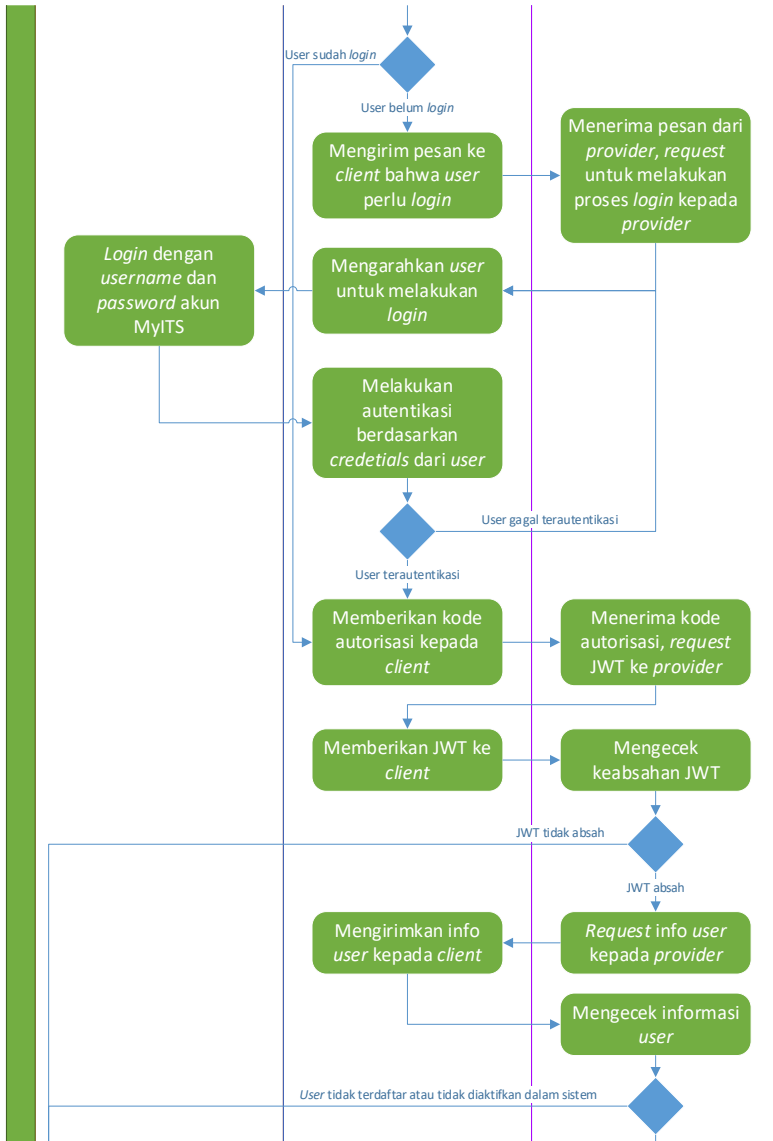 User sudah login
User belum login
Mengirim pesan ke
client bahwa user
perlu login
Menerima pesan dari
provider, request
untuk melakukan
proses login kepada
provider
Login dengan
username dan
password akun
MyITS
Mengarahkan user
untuk melakukan
login
Melakukan
autentikasi
berdasarkan
credetials dari user
User gagal terautentikasi
User terautentikasi
Memberikan kode
autorisasi kepada
client
Menerima kode
autorisasi, request
JWT ke provider
Memberikan JWT ke
client
Mengecek
keabsahan JWT
JWT tidak absah
JWT absah
Mengirimkan info
user kepada client
Request info user
kepada provider
Mengecek informasi
user
User tidak terdaftar atau tidak diaktifkan dalam sistem